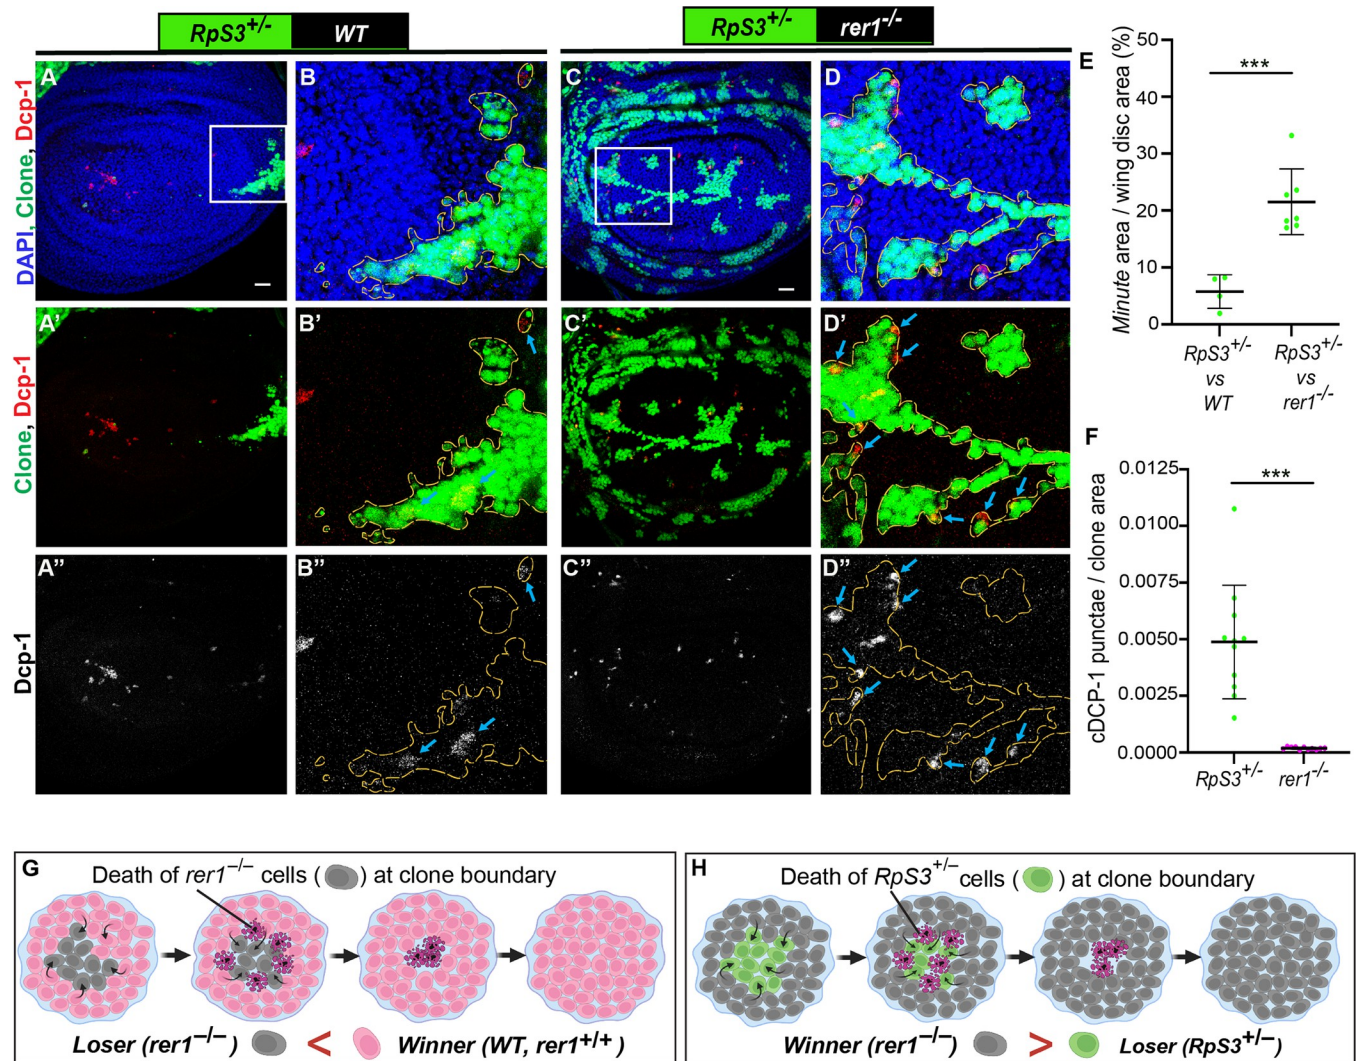 RpS3+/- WT
RpS3+/- rer1-/-
A
B
C
D
DAPI, Clone, Dcp-1
A’
B’
C’
D’
Clone, Dcp-1
A”
B”
C”
D”
Dcp-1
E
Minute area / wing disc area (%)
50
40
30
20
10
0
***
RpS3+/-
vs
WT
RpS3+/-
vs
rer1-/-
F
cDCP-1 punctae / clone area
0.0125
0.0100
0.0075
0.0050
0.0025
0.0000
***
RpS3+/-
rer1-/-
G
Death of rer1–/– cells ( ) at clone boundary
Loser (rer1–/–) < Winner (WT, rer1+/+)
H
Death of RpS3+/– cells ( ) at clone boundary
Winner (rer1–/–) > Loser (RpS3+/–)